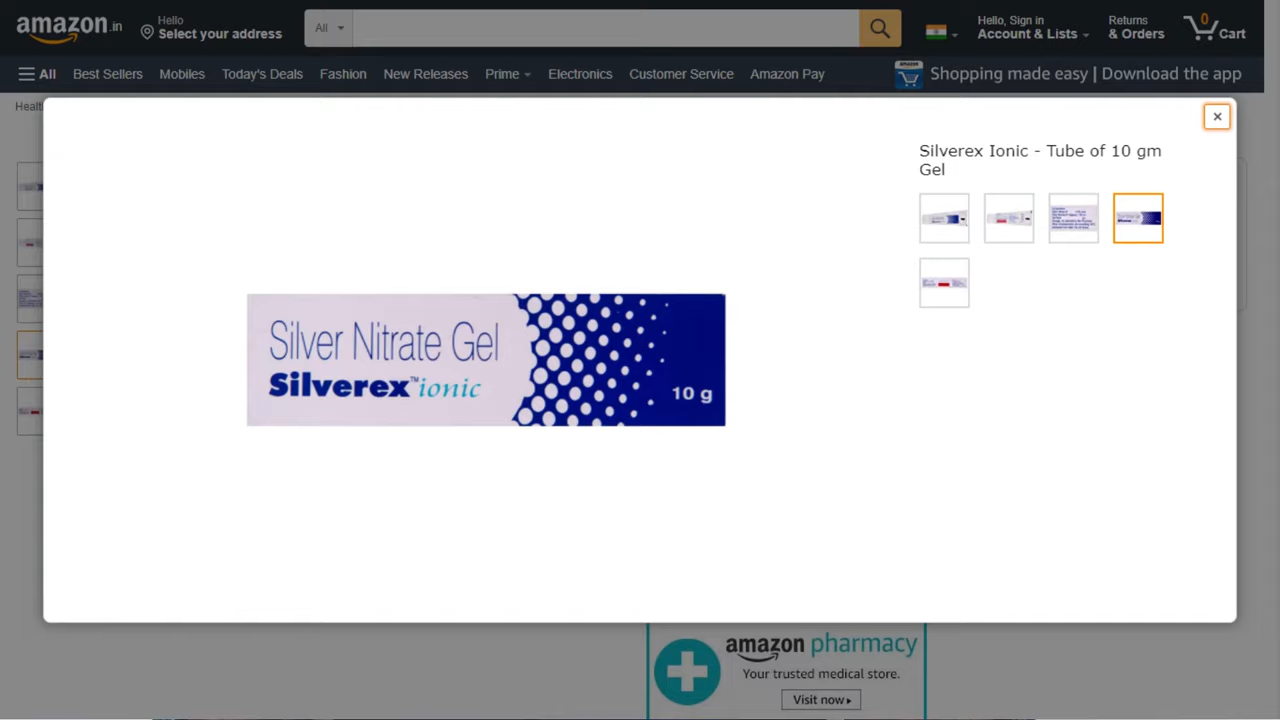 amazon.in
Hello
Select your address
All
0
Hello, Sign in
Account & Lists
Returns
& Orders
Cart
All
Best Sellers
Mobiles
Today's Deals
Fashion
New Releases
Prime
Electronics
Customer Service
Amazon Pay
amazon
Shopping made easy | Download the app
Silverex Ionic - Tube of 10 gm
Gel
Silver Nitrate Gel
Silverex™ionic
10 g
amazon pharmacy
Your trusted medical store.
Visit now